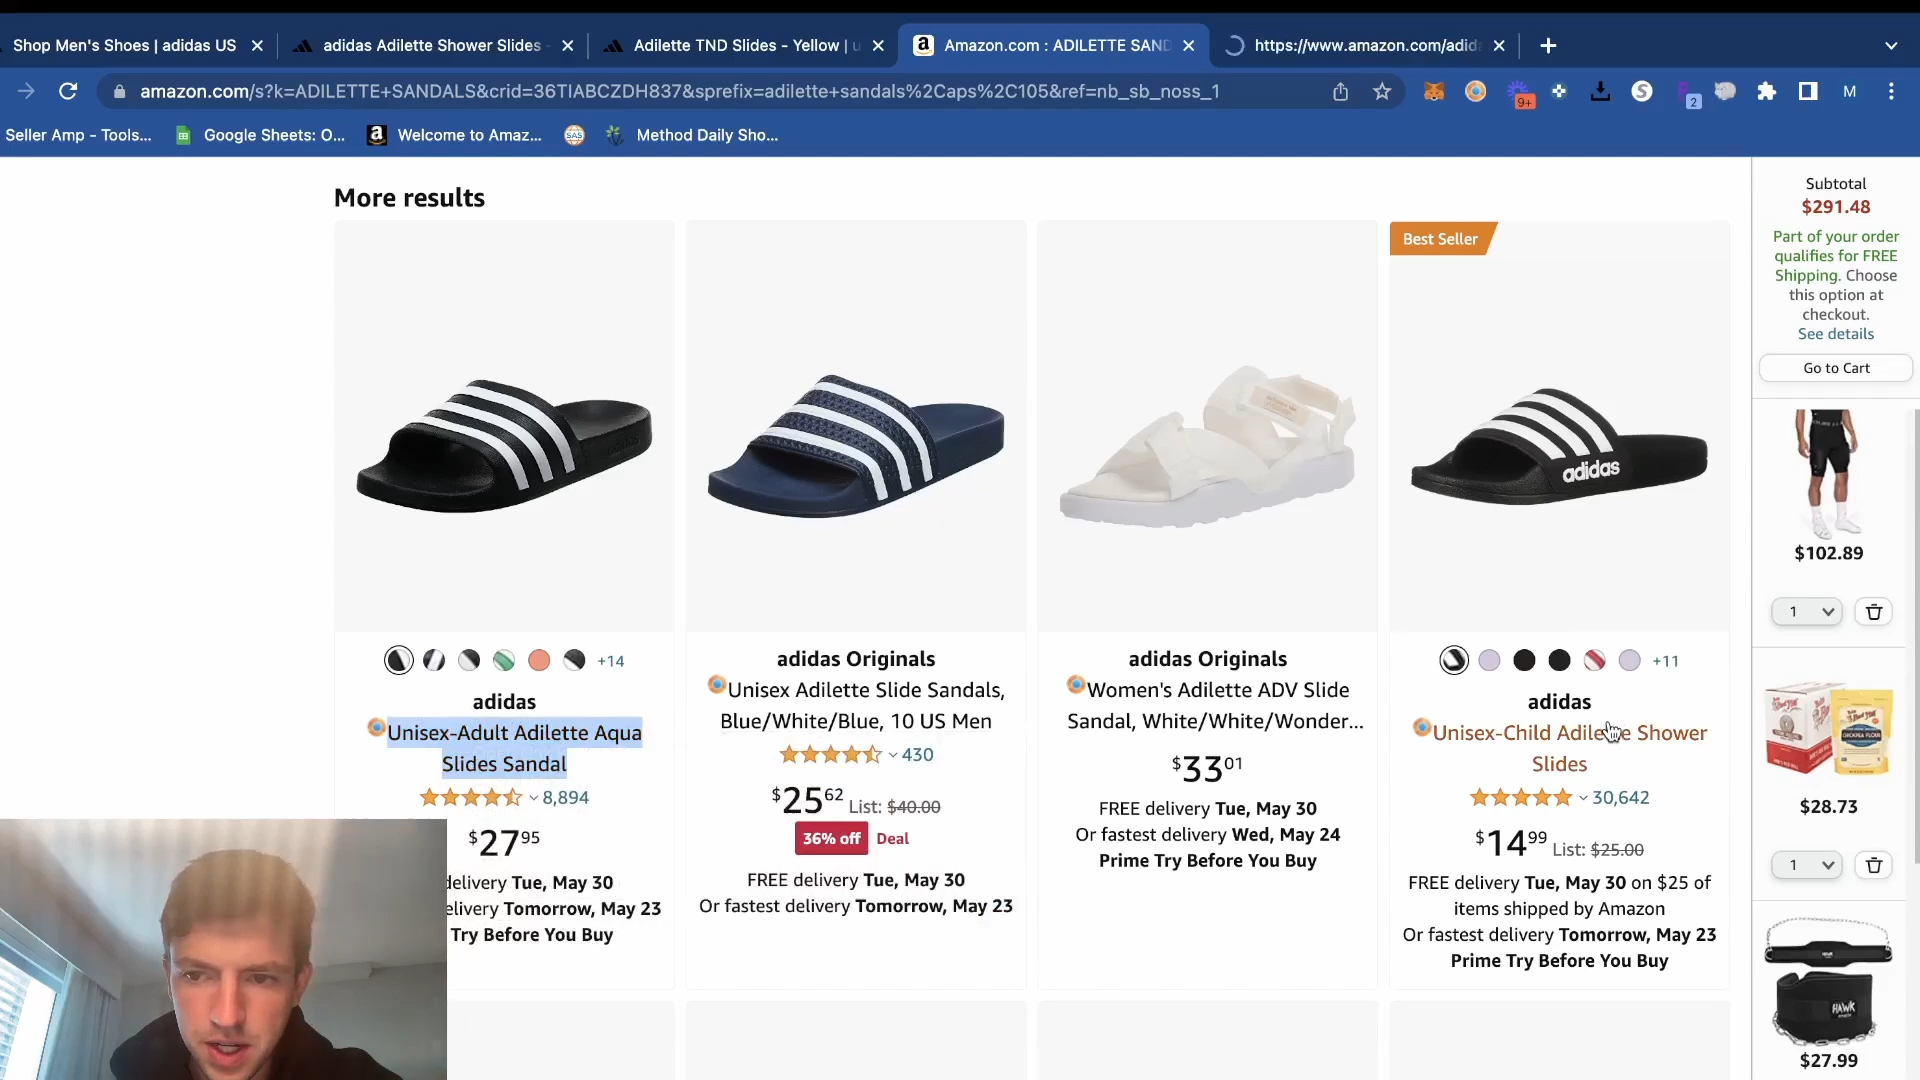 Shop Men's Shoes | adidas US
adidas Adilette Shower Slides
Adilette TND Slides - Yellow |
Amazon.com : ADILETTE SAND
https://www.amazon.com/adid
amazon.com/s?k=ADILETTE+SANDALS&crid=36TIABCZDH837&sprefix=adilette+sandals%2Caps%2C105&ref=nb_sb_noss_1
9+
2
M
Seller Amp - Tools...
Google Sheets: O...
Welcome to Amaz...
SAS
Method Daily Sho...
More results
Best Seller
adidas
+14
adidas
Unisex-Adult Adilette Aqua
Slides Sandal
8,894
$27.95
delivery Tue, May 30
elivery Tomorrow, May 23
Try Before You Buy
adidas Originals
Unisex Adilette Slide Sandals,
Blue/White/Blue, 10 US Men
430
$25.62 List: $40.00
36% off Deal
FREE delivery Tue, May 30
Or fastest delivery Tomorrow, May 23
adidas Originals
Women's Adilette ADV Slide
Sandal, White/White/Wonder...
$33.01
FREE delivery Tue, May 30
Or fastest delivery Wed, May 24
Prime Try Before You Buy
+11
adidas
Unisex-Child Adilette Shower
Slides
30,642
$14.99 List: $25.00
FREE delivery Tue, May 30 on $25 of
items shipped by Amazon
Or fastest delivery Tomorrow, May 23
Prime Try Before You Buy
Subtotal
$291.48
Part of your order
qualifies for FREE
Shipping. Choose
this option at
checkout.
See details
Go to Cart
$102.89
1
$28.73
1
HAWK
$27.99